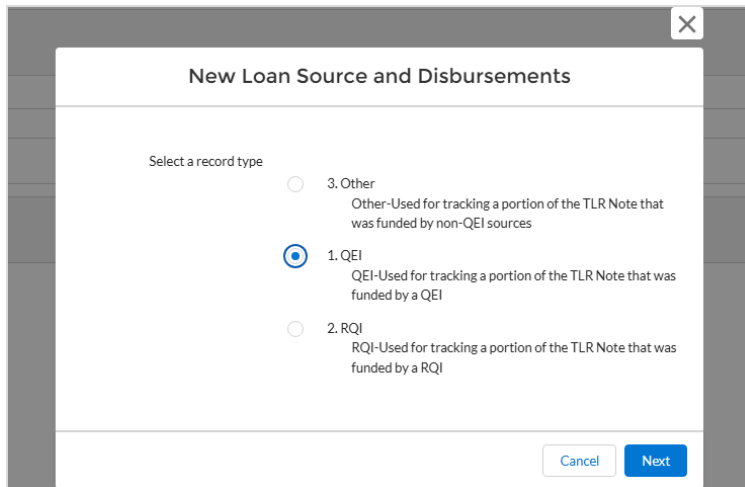 New Loan Source and Disbursements
Select a record type
3. Other
Other-Used for tracking a portion of the TLR Note that
was funded by non-QEI sources
1. QEI
QEI-Used for tracking a portion of the TLR Note that was
funded by a QEI
2. RQI
RQI-Used for tracking a portion of the TLR Note that was
funded by a RQI
Cancel
Next